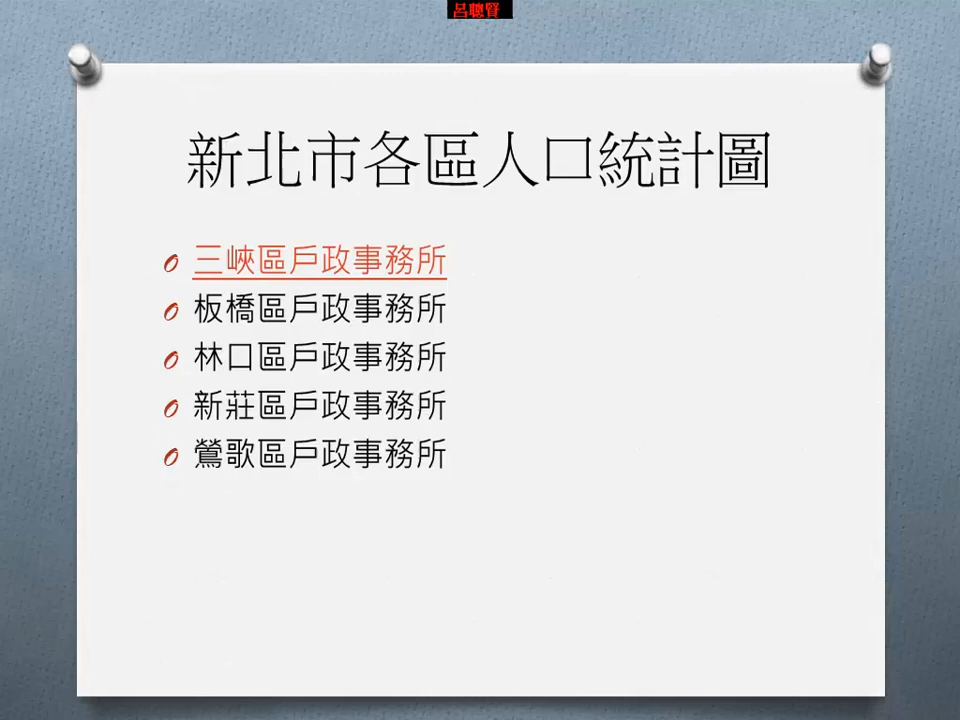 呂聰賢
新北市各區人口統計圖
三峽區戶政事務所
板橋區戶政事務所
林口區戶政事務所
新莊區戶政事務所
鶯歌區戶政事務所